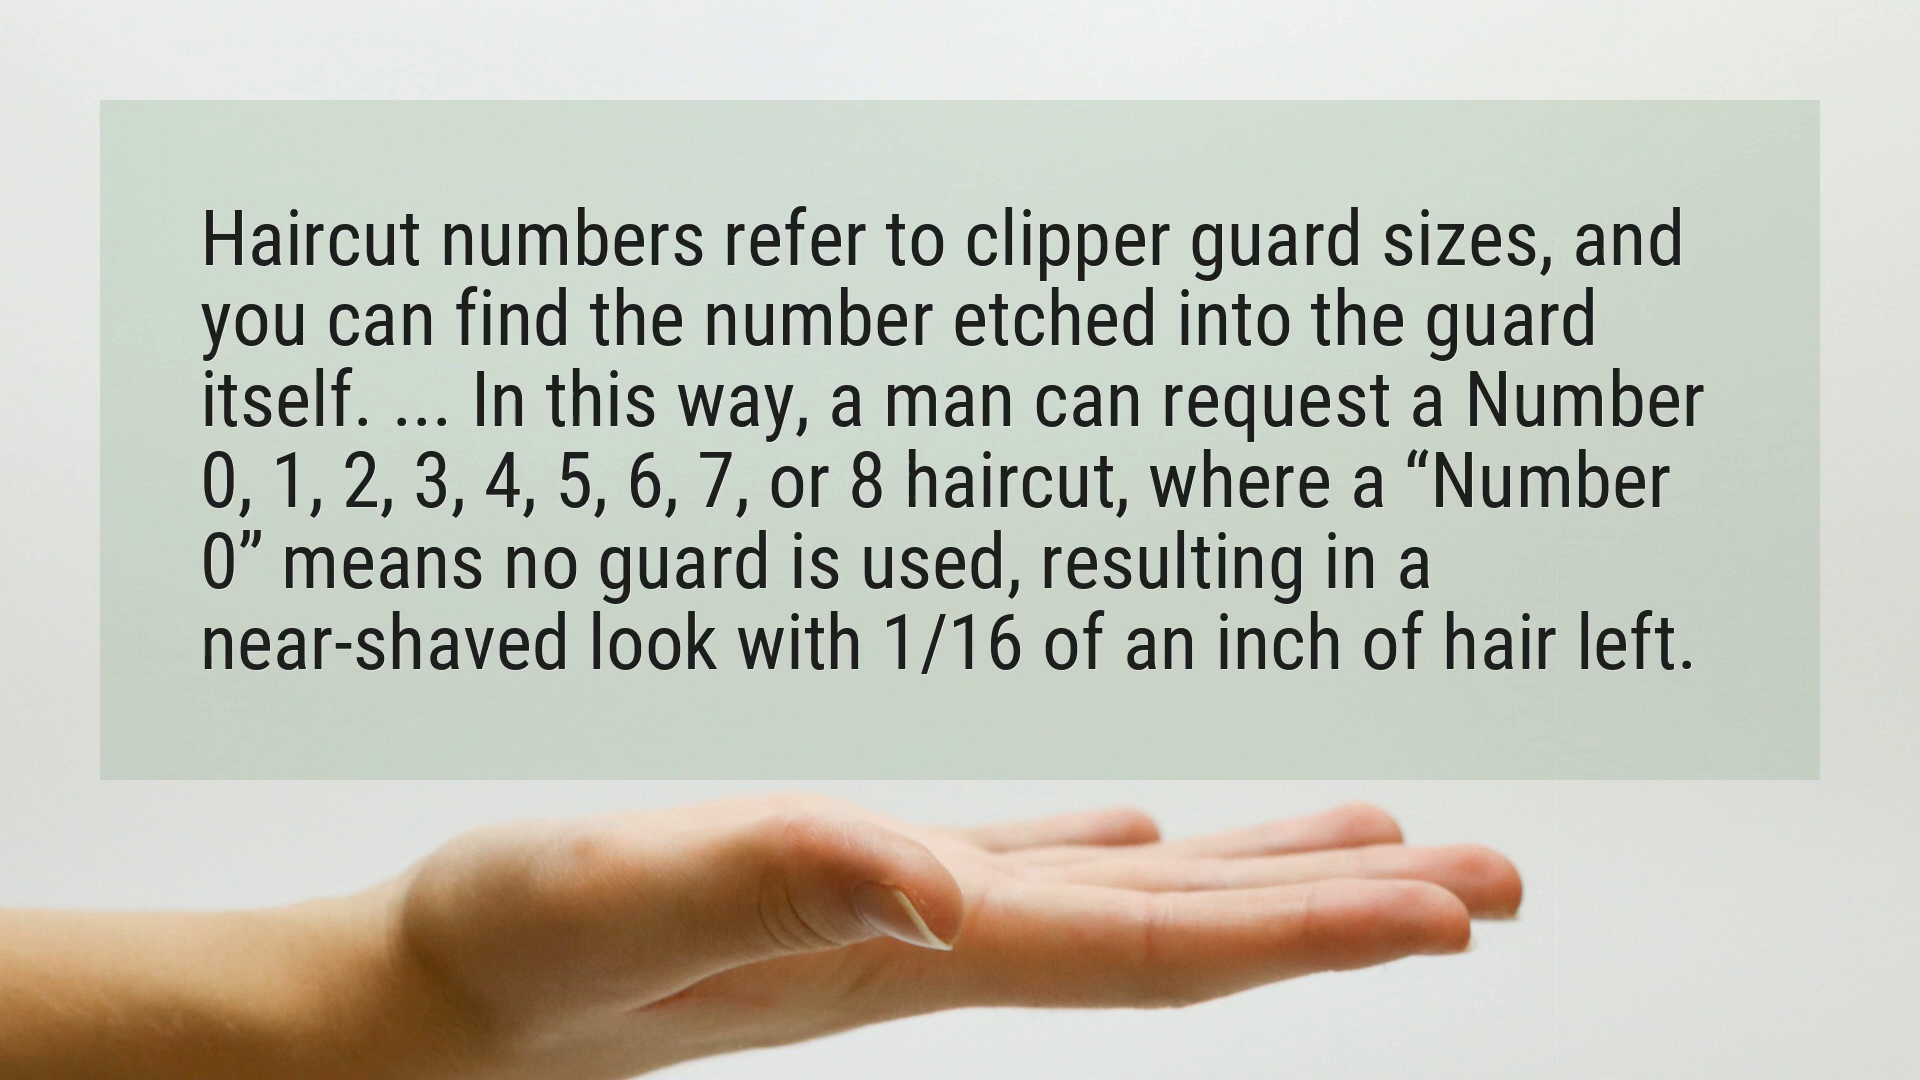 Haircut numbers refer to clipper guard sizes, and
you can find the number etched into the guard
itself. ... In this way, a man can request a Number
0, 1, 2, 3, 4, 5, 6, 7, or 8 haircut, where a “Number
0” means no guard is used, resulting in a
near-shaved look with 1/16 of an inch of hair left.